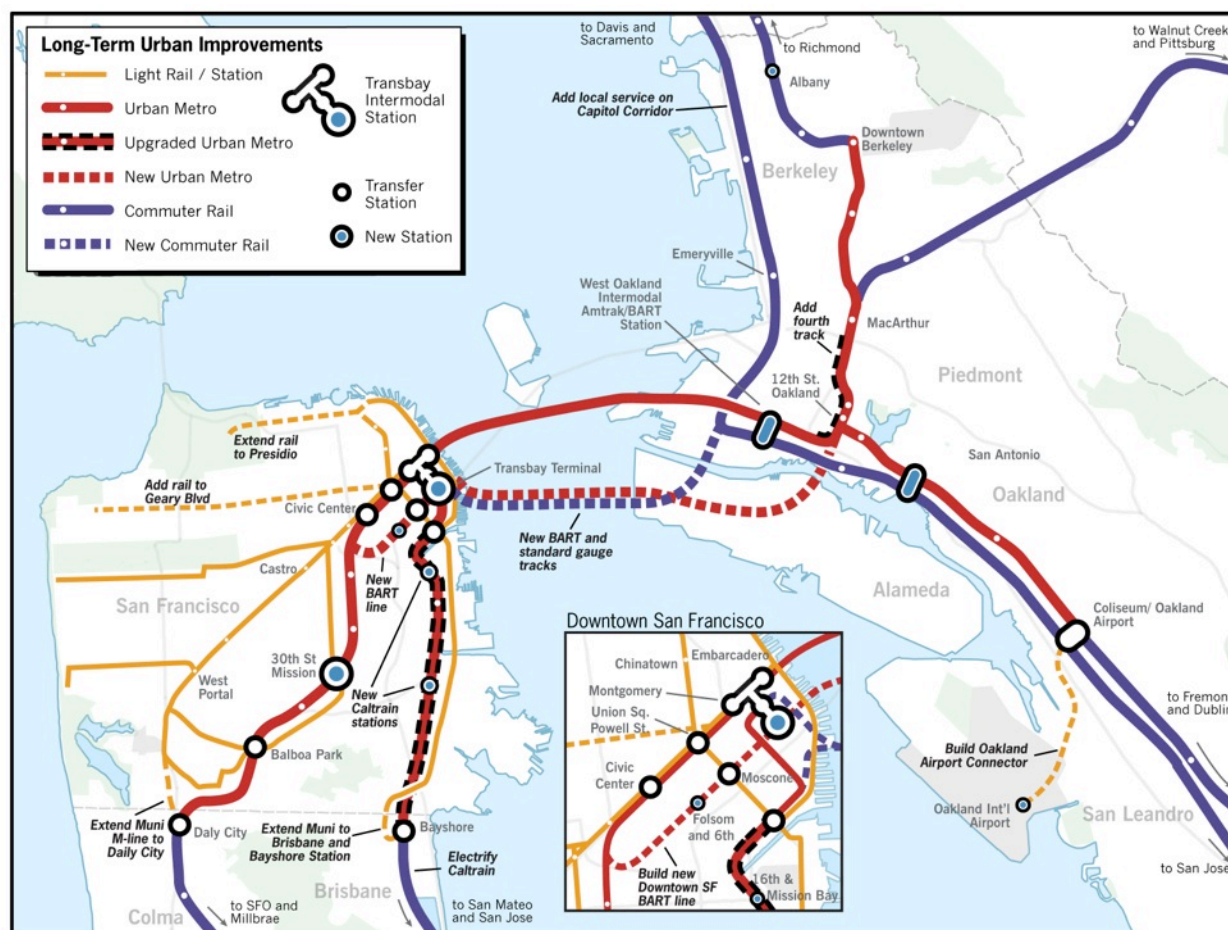 Long-Term Urban Improvements
Light Rail / Station
Urban Metro
Upgraded Urban Metro
New Urban Metro
Commuter Rail
New Commuter Rail
Transbay
Intermodal
Station
Transfer
Station
New Station
to Davis and
Sacramento
to Richmond
Albany
to Walnut Creek
and Pittsburg
Add local service on
Capitol Corridor
Downtown
Berkeley
Berkeley
Emeryville
West Oakland
Intermodal
Amtrak/BART
Station
Add
fourth
track
MacArthur
12th St.
Oakland
Piedmont
San Antonio
Oakland
Extend rail
to Presidio
Add rail to
Geary Blvd
Civic Center
Transbay Terminal
New BART and
standard gauge
tracks
Castro
New
BART
line
San Francisco
Alameda
Coliseum/ Oakland
Airport
30th St
Mission
West
Portal
New
Caltrain
stations
Balboa Park
to Fremont
and Dublin
Build Oakland
Airport Connector
Oakland Int'l
Airport
San Leandro
Extend Muni
M-line to
Daily City
Daly City
Extend Muni to
Brisbane and
Bayshore Station
Bayshore
Electrify
Caltrain
Brisbane
Colma
to SFO and
Millbrae
to San Mateo
and San Jose
to San Jose
Downtown San Francisco
Chinatown
Embarcadero
Montgomery
Union Sq.
Powell St.
Civic
Center
Moscone
Folsom
and 6th
Build new
Downtown SF
BART line
16th &
Mission Bay